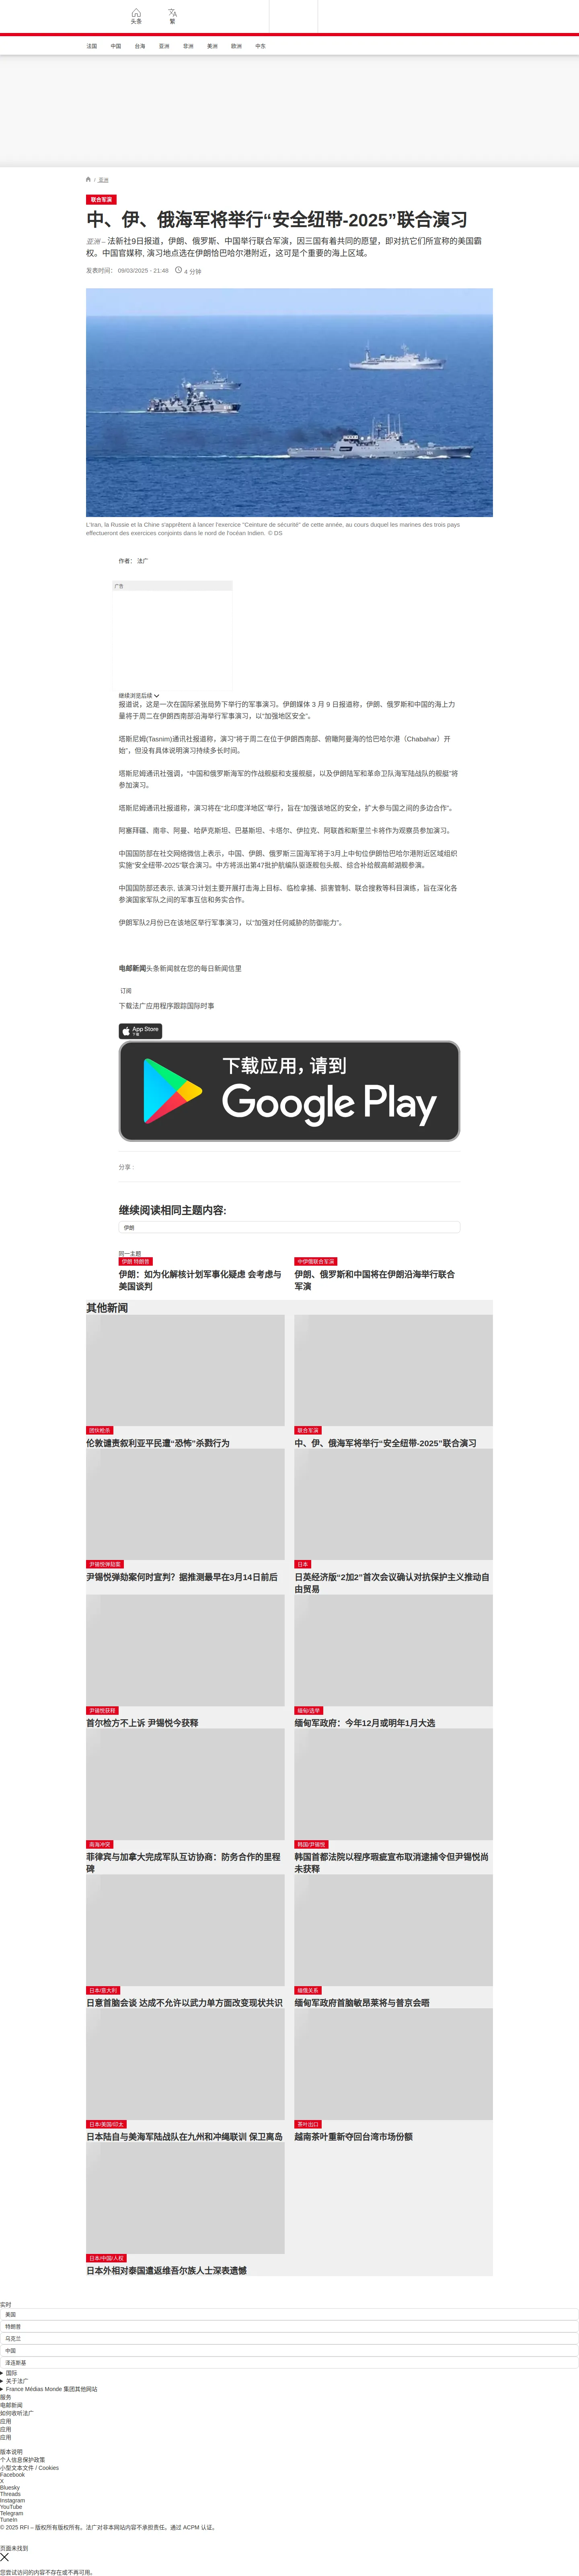 头条
繁
法国
中国
台海
亚洲
非洲
美洲
欧洲
中东
/ 亚洲
联合军演
中、伊、俄海军将举行“安全纽带-2025”联合演习
亚洲 – 法新社9日报道，伊朗、俄罗斯、中国举行联合军演，因三国有着共同的愿望，即对抗它们所宣称的美国霸
权。中国官媒称, 演习地点选在伊朗恰巴哈尔港附近，这可是个重要的海上区域。
发表时间： 09/03/2025 - 21:48
4 分钟
L'Iran, la Russie et la Chine s'apprêtent à lancer l'exercice "Ceinture de sécurité" de cette année, au cours duquel les marines des trois pays
effectueront des exercices conjoints dans le nord de l'océan Indien. © DS
作者： 法广
广告
继续浏览后续
报道说，这是一次在国际紧张局势下举行的军事演习。伊朗媒体 3 月 9 日报道称，伊朗、俄罗斯和中国的海上力
量将于周二在伊朗西南部沿海举行军事演习，以“加强地区安全”。
塔斯尼姆(Tasnim)通讯社报道称，演习“将于周二在位于伊朗西南部、俯瞰阿曼海的恰巴哈尔港（Chabahar）开
始”，但没有具体说明演习持续多长时间。
塔斯尼姆通讯社强调，“中国和俄罗斯海军的作战舰艇和支援舰艇，以及伊朗陆军和革命卫队海军陆战队的舰艇”将
参加演习。
塔斯尼姆通讯社报道称，演习将在“北印度洋地区”举行，旨在“加强该地区的安全，扩大参与国之间的多边合作”。
阿塞拜疆、南非、阿曼、哈萨克斯坦、巴基斯坦、卡塔尔、伊拉克、阿联酋和斯里兰卡将作为观察员参加演习。
中国国防部在社交网络微信上表示，中国、伊朗、俄罗斯三国海军将于3月上中旬位伊朗恰巴哈尔港附近区域组织
实施“安全纽带-2025”联合演习。中方将派出第47批护航编队驱逐舰包头舰、综合补给舰高邮湖舰参演。
中国国防部还表示, 该演习计划主要开展打击海上目标、临检拿捕、损害管制、联合搜救等科目演练，旨在深化各
参演国家军队之间的军事互信和务实合作。
伊朗军队2月份已在该地区举行军事演习，以“加强对任何威胁的防御能力”。
电邮新闻头条新闻就在您的每日新闻信里
订阅
下载法广应用程序跟踪国际时事
App Store
下载
下载应用，请到
Google Play
分享 :
继续阅读相同主题内容:
伊朗
同一主题
伊朗 特朗普
伊朗：如为化解核计划军事化疑虑 会考虑与
美国谈判
中伊俄联合军演
伊朗、俄罗斯和中国将在伊朗沿海举行联合
军演
其他新闻
团伙枪杀
伦敦谴责叙利亚平民遭“恐怖”杀戮行为
联合军演
中、伊、俄海军将举行“安全纽带-2025”联合演习
尹锡悦弹劾案
尹锡悦弹劾案何时宣判？据推测最早在3月14日前后
日本
日英经济版“2加2”首次会议确认对抗保护主义推动自
由贸易
尹锡悦获释
首尔检方不上诉 尹锡悦今获释
缅甸/选举
缅甸军政府：今年12月或明年1月大选
南海冲突
菲律宾与加拿大完成军队互访协商：防务合作的里程
碑
韩国/尹锡悦
韩国首都法院以程序瑕疵宣布取消逮捕令但尹锡悦尚
未获释
日本/意大利
日意首脑会谈 达成不允许以武力单方面改变现状共识
缅俄关系
缅甸军政府首脑敏昂莱将与普京会晤
日本/美国/印太
日本陆自与美海军陆战队在九州和冲绳联训 保卫离岛
茶叶出口
越南茶叶重新夺回台湾市场份额
日本/中国/人权
日本外相对泰国遣返维吾尔族人士深表遗憾
实时
美国
特朗普
乌克兰
中国
泽连斯基
国际
关于法广
France Médias Monde 集团其他网站
服务
电邮新闻
如何收听法广
应用
应用
应用
版本说明
个人信息保护政策
小型文本文件 / Cookies
Facebook
X
Bluesky
Threads
Instagram
YouTube
Telegram
TuneIn
© 2025 RFI – 版权所有版权所有。法广对非本网站内容不承担责任。通过 ACPM 认证。
页面未找到
您尝试访问的内容不存在或不再可用。